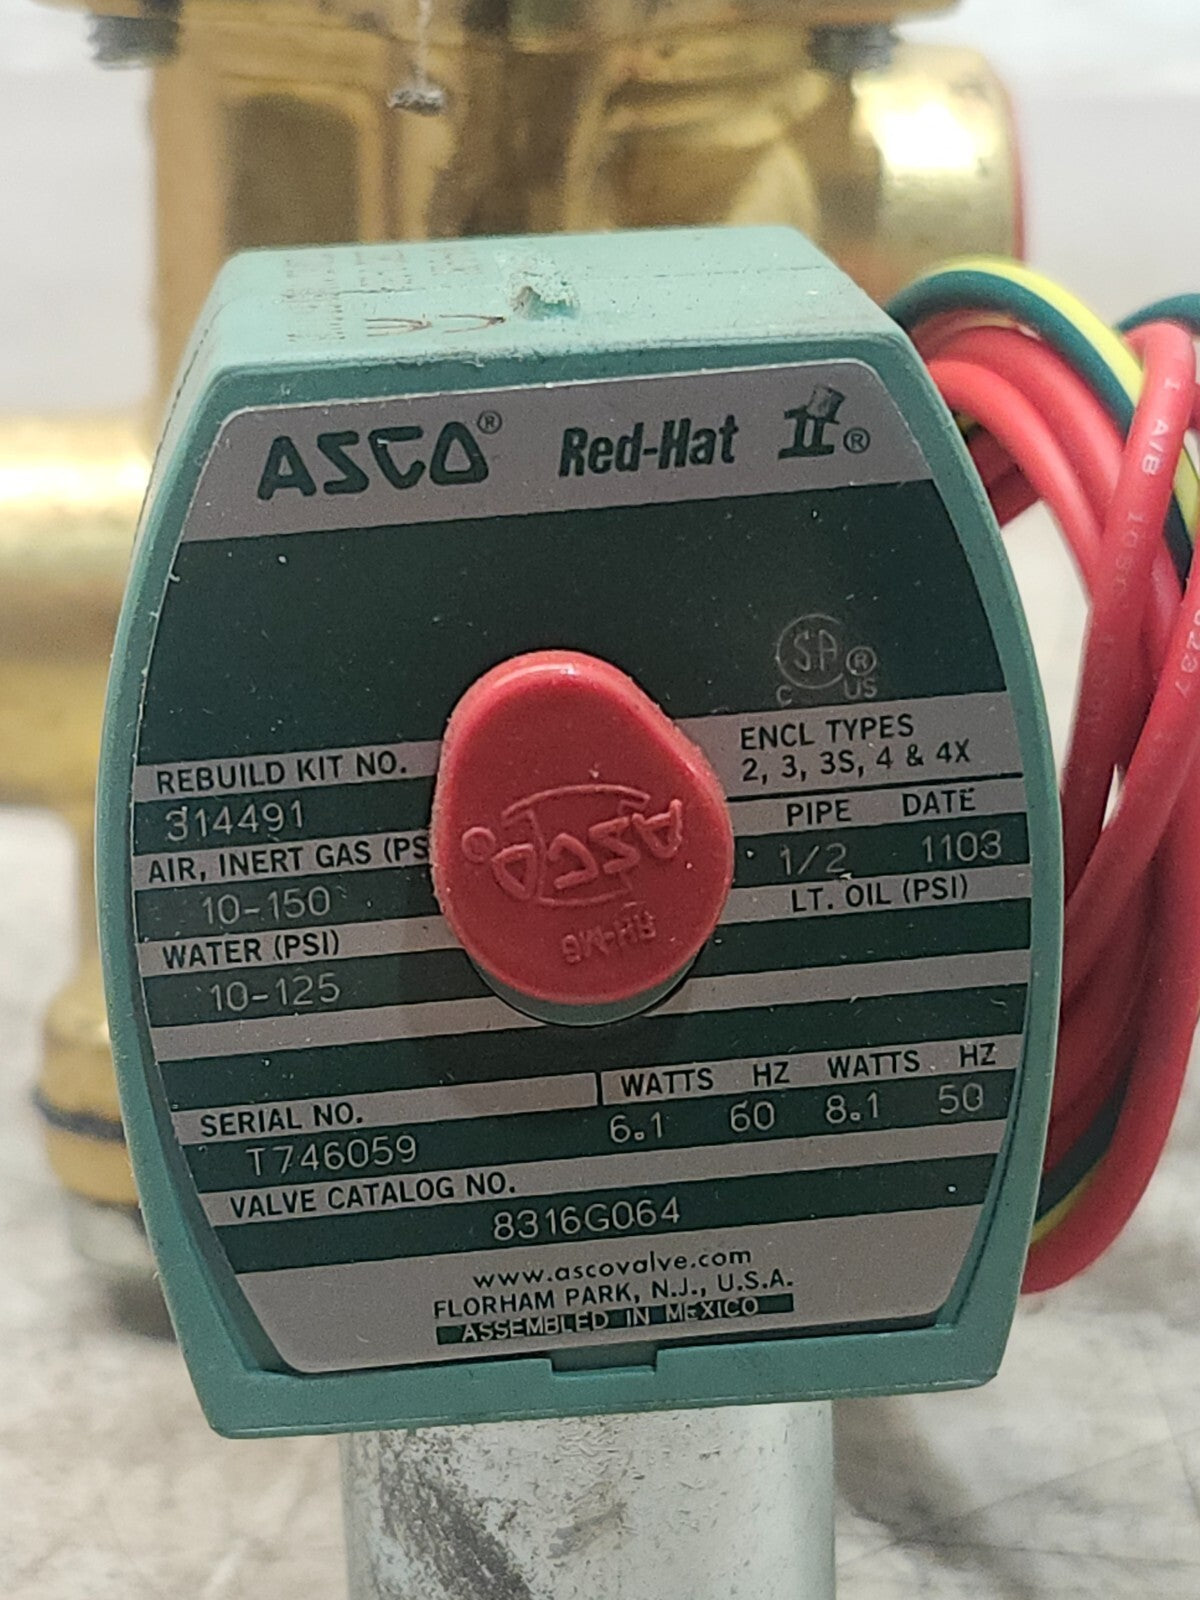 ASCO® Red-Hat II®
SA®
C US
REBUILD KIT NO.
314491
AIR, INERT GAS (PS
10-150
WATER (PSI)
10-125
ENCL TYPES
2, 3, 3S, 4 & 4X
PIPE DATE
1/2 1103
LT. OIL (PSI)
ASCO
SERIAL NO.
T746059
WATTS HZ WATTS HZ
6.1 60 8.1 50
VALVE CATALOG NO.
8316G064
www.ascovalve.com
FLORHAM PARK, N.J., U.S.A.
ASSEMBLED IN MEXICO